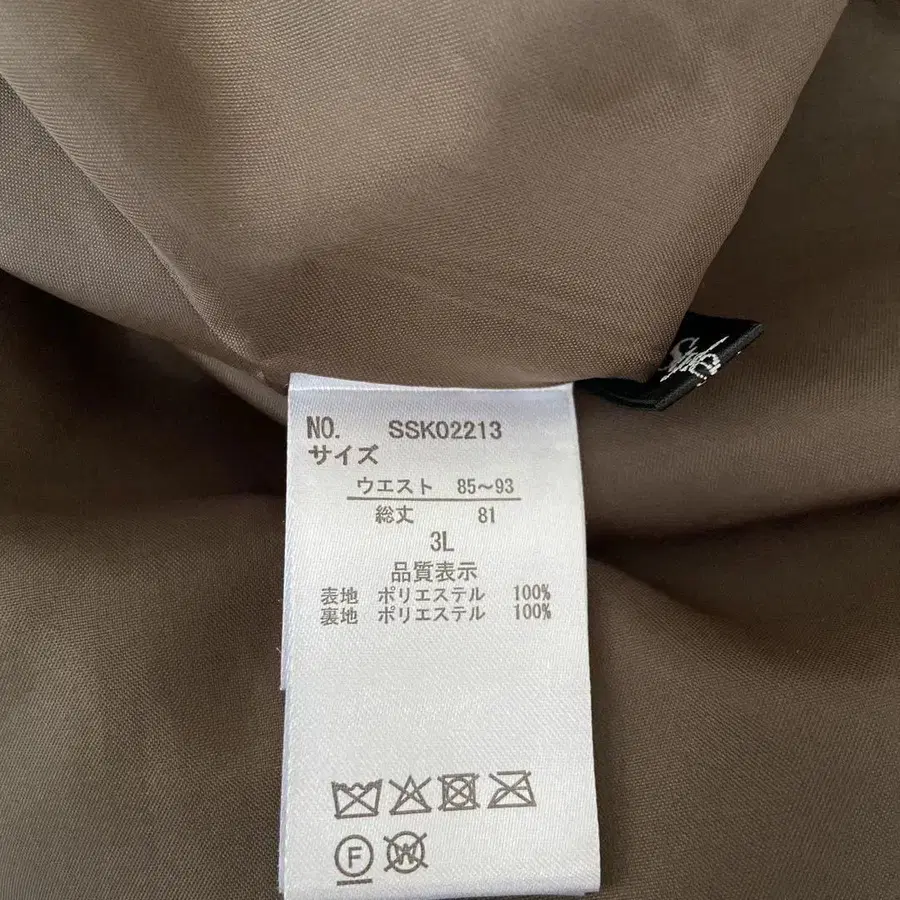 Style
NO. SSK02213
サイズ
ウエスト 85〜93
総丈 81
3L
品質表示
表地 ポリエステル 100%
裏地 ポリエステル 100%
F W